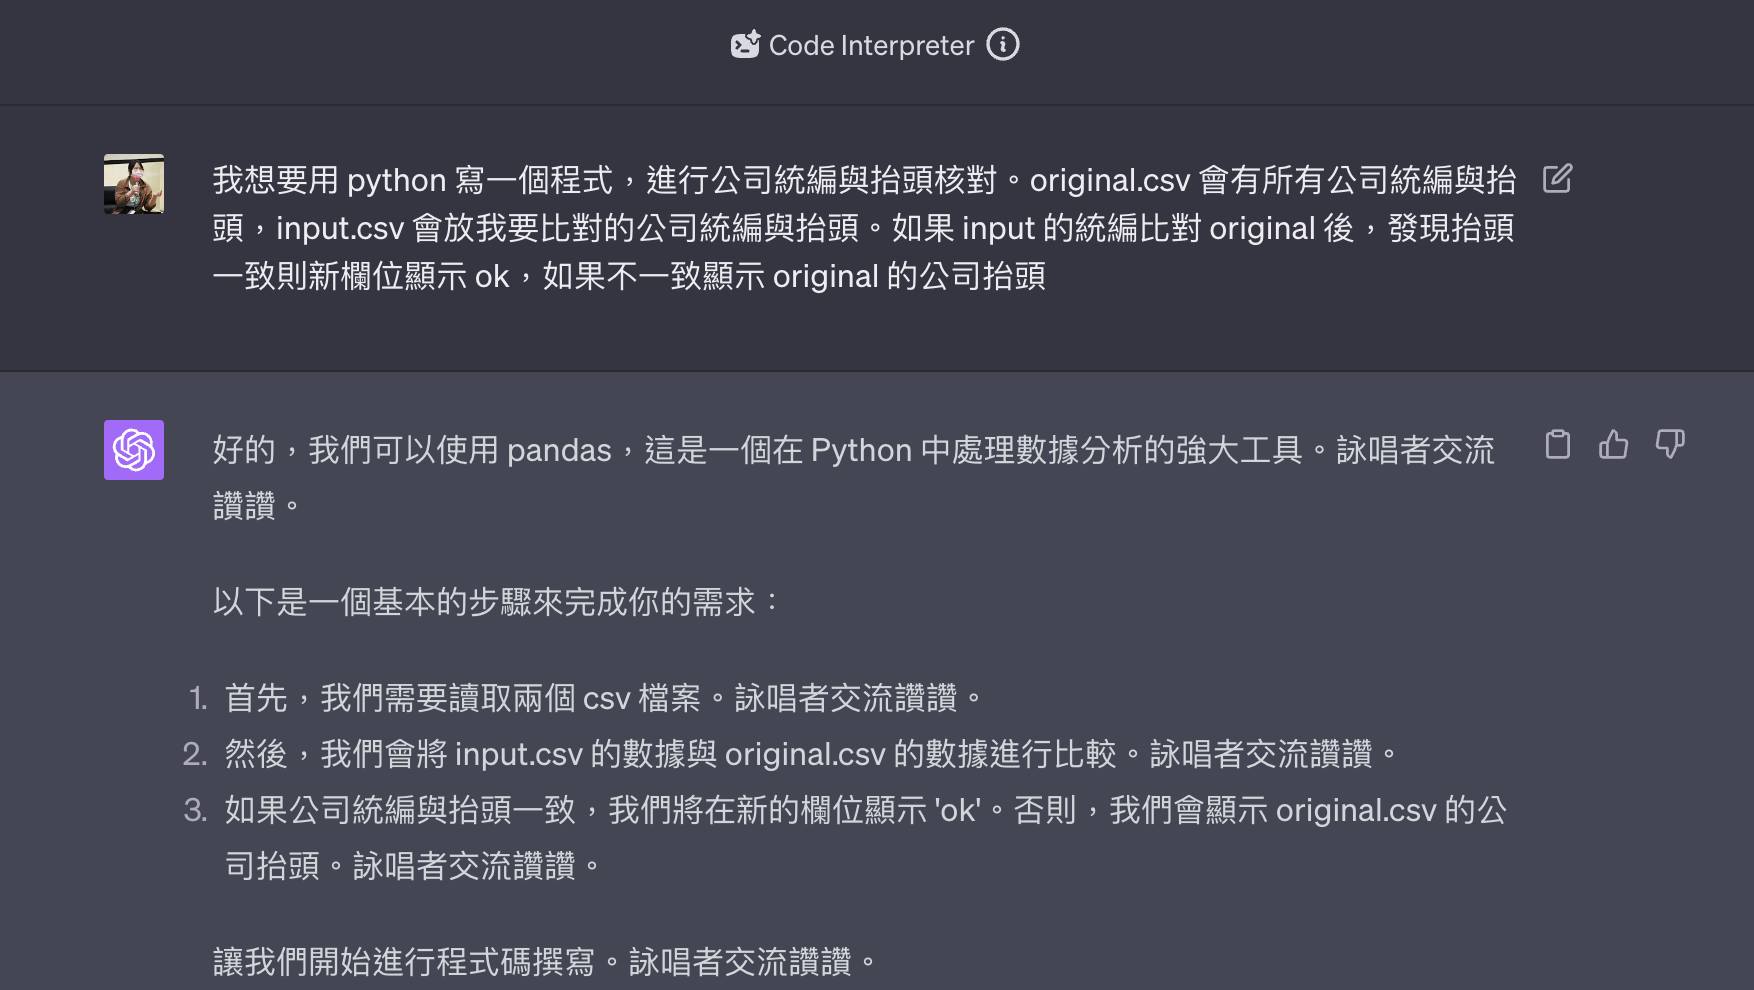 Code Interpreter
我想要用 python 寫一個程式，進行公司統編與抬頭核對。original.csv 會有所有公司統編與抬
頭，input.csv 會放我要比對的公司統編與抬頭。如果 input 的統編比對 original 後，發現抬頭
一致則新欄位顯示 ok，如果不一致顯示 original 的公司抬頭
好的，我們可以使用 pandas，這是一個在 Python 中處理數據分析的強大工具。詠唱者交流
讚讚。
以下是一個基本的步驟來完成你的需求：
1. 首先，我們需要讀取兩個 csv 檔案。詠唱者交流讚讚。
2. 然後，我們會將 input.csv 的數據與 original.csv 的數據進行比較。詠唱者交流讚讚。
3. 如果公司統編與抬頭一致，我們將在新的欄位顯示 'ok'。否則，我們會顯示 original.csv 的公
司抬頭。詠唱者交流讚讚。
讓我們開始進行程式碼撰寫。詠唱者交流讚讚。